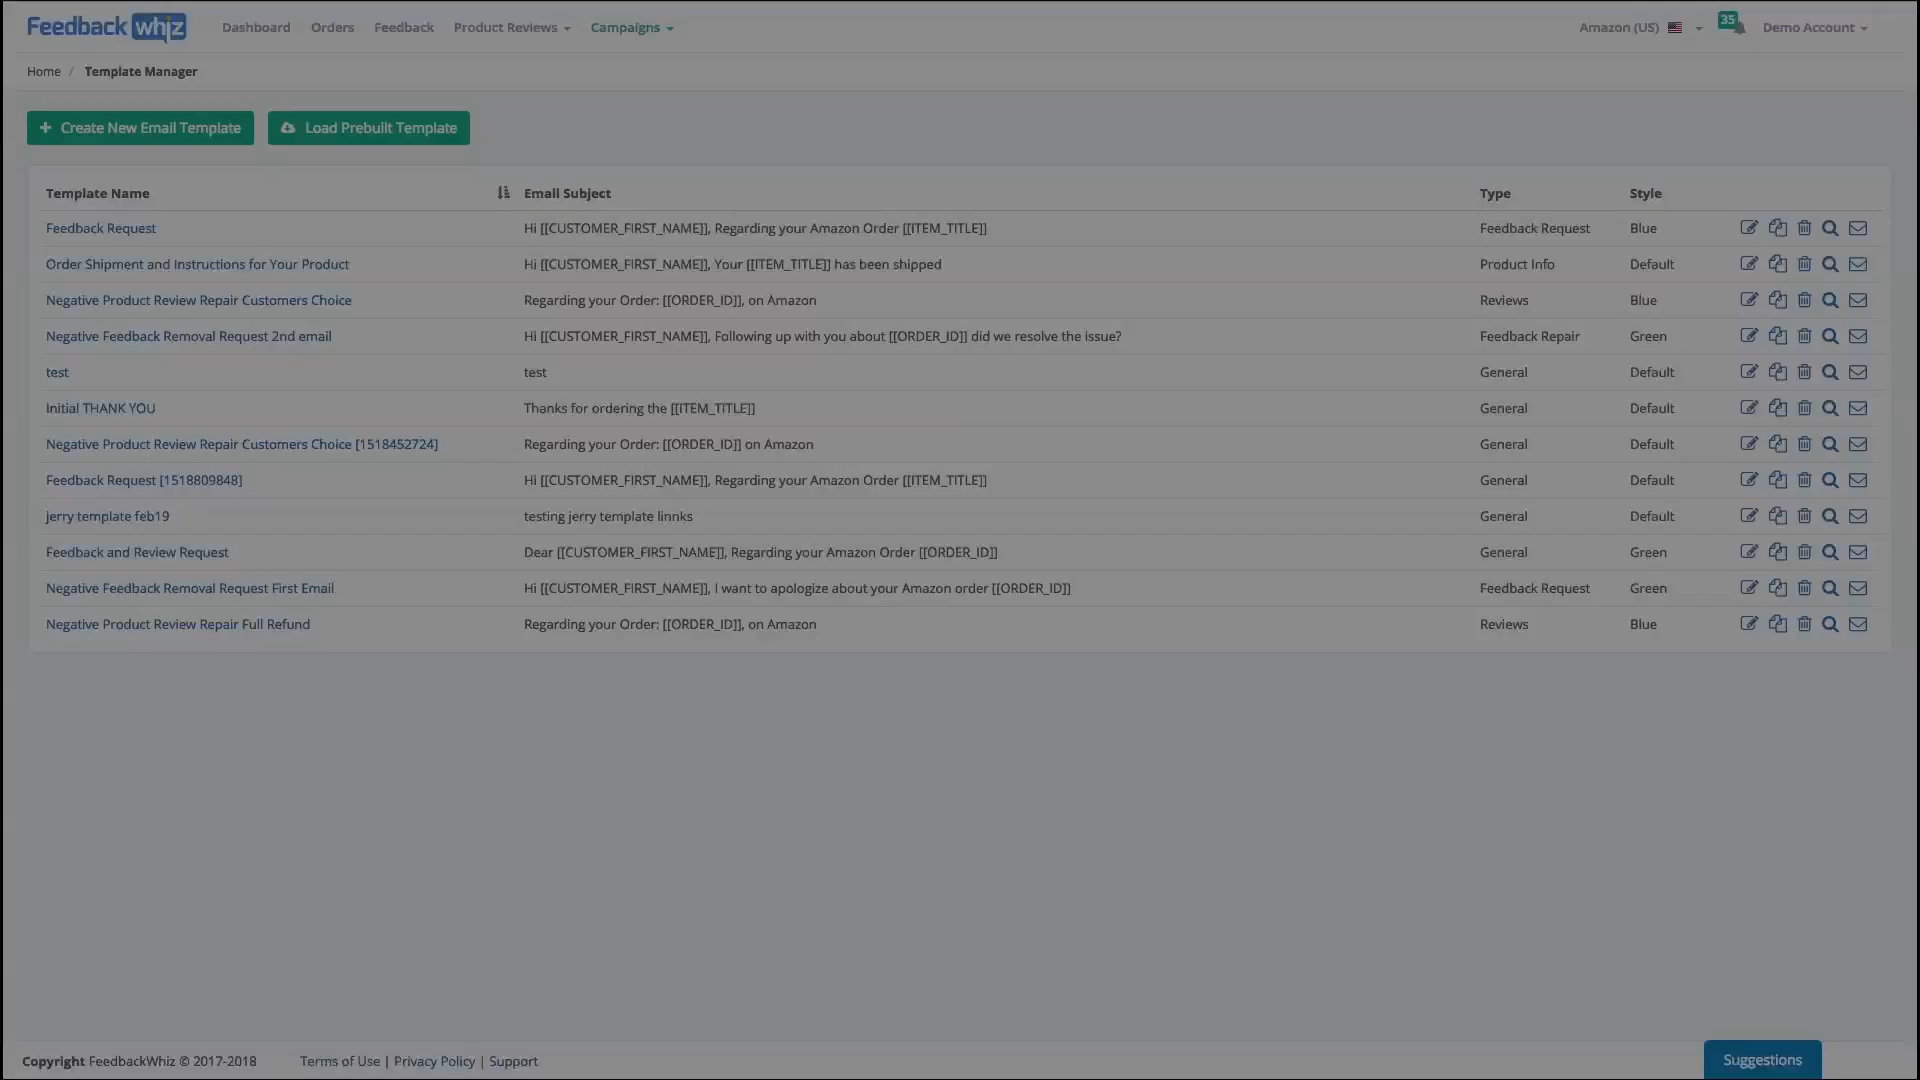 Feedback whiz Dashboard Orders Feedback Product Reviews Campaigns Amazon (US) 35 Demo Account
Home / Template Manager
+ Create New Email Template Load Prebuilt Template
Template Name Email Subject Type Style
Feedback Request Hi [[CUSTOMER_FIRST_NAME]], Regarding your Amazon Order [[ITEM_TITLE]] Feedback Request Blue
Order Shipment and Instructions for Your Product Hi [[CUSTOMER_FIRST_NAME]], Your [[ITEM_TITLE]] has been shipped Product Info Default
Negative Product Review Repair Customers Choice Regarding your Order: [[ORDER_ID]], on Amazon Reviews Blue
Negative Feedback Removal Request 2nd email Hi [[CUSTOMER_FIRST_NAME]], Following up with you about [[ORDER_ID]] did we resolve the issue? Feedback Repair Green
test test General Default
Initial THANK YOU Thanks for ordering the [[ITEM_TITLE]] General Default
Negative Product Review Repair Customers Choice [1518452724] Regarding your Order: [[ORDER_ID]] on Amazon General Default
Feedback Request [1518809848] Hi [[CUSTOMER_FIRST_NAME]], Regarding your Amazon Order [[ITEM_TITLE]] General Default
jerry template feb19 testing jerry template linnks General Default
Feedback and Review Request Dear [[CUSTOMER_FIRST_NAME]], Regarding your Amazon Order [[ORDER_ID]] General Green
Negative Feedback Removal Request First Email Hi [[CUSTOMER_FIRST_NAME]], I want to apologize about your Amazon order [[ORDER_ID]] Feedback Request Green
Negative Product Review Repair Full Refund Regarding your Order: [[ORDER_ID]], on Amazon Reviews Blue
Copyright FeedbackWhiz © 2017-2018 Terms of Use | Privacy Policy | Support Suggestions